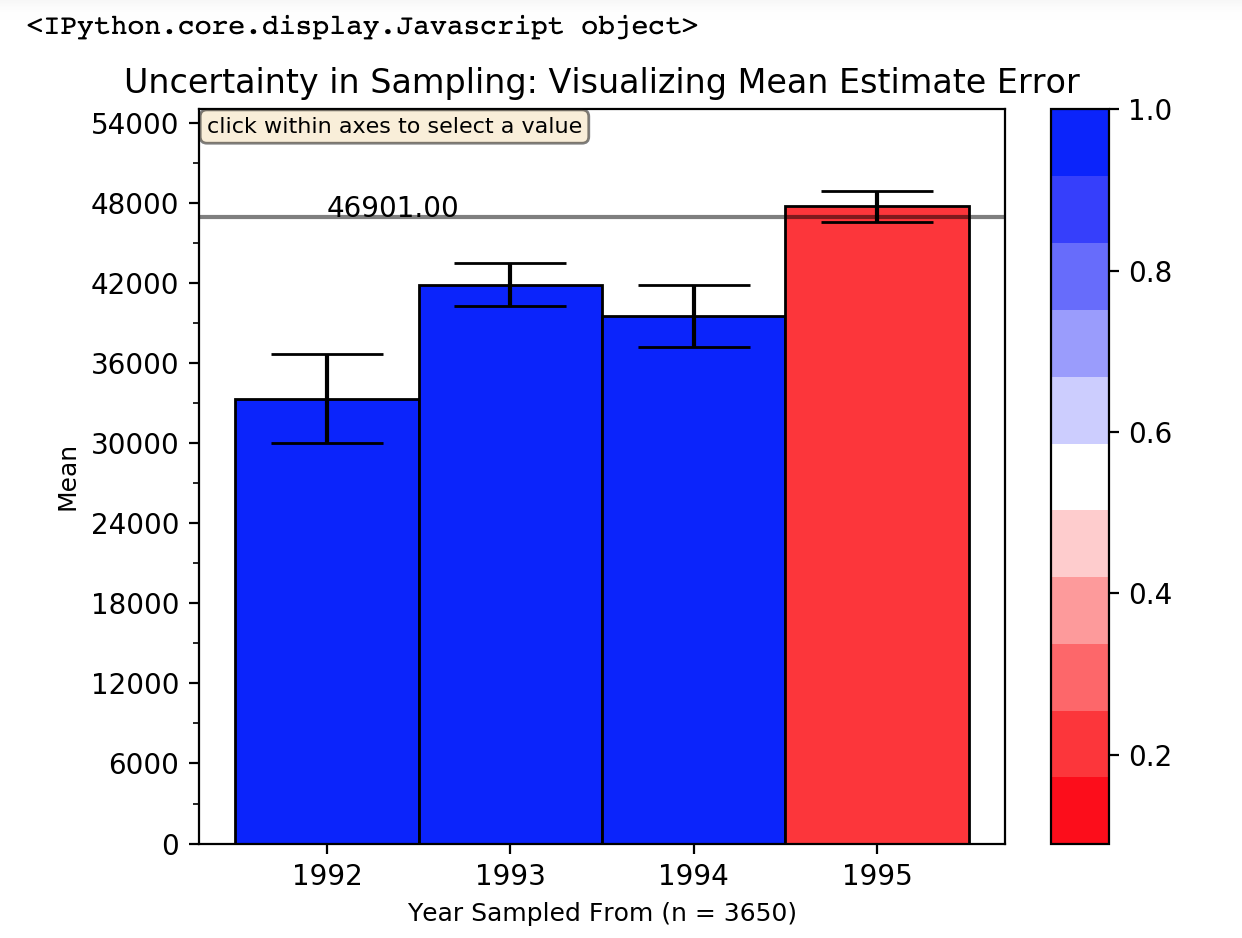 <IPython.core.display.Javascript object>
Uncertainty in Sampling: Visualizing Mean Estimate Error
click within axes to select a value
46901.00
54000
48000
42000
36000
30000
24000
18000
12000
6000
0
Mean
1992 1993 1994 1995
Year Sampled From (n = 3650)
1.0
0.8
0.6
0.4
0.2